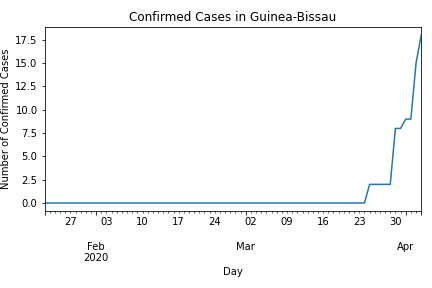 Confirmed Cases in Guinea-Bissau
Number of Confirmed Cases
17.5
15.0
12.5
10.0
7.5
5.0
2.5
0.0
27 03 10 17 24 02 09 16 23 30
Feb Mar Apr
2020
Day